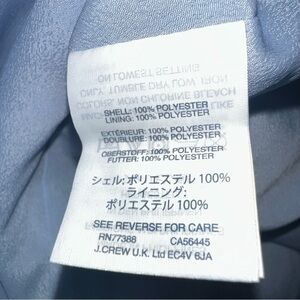 SHELL: 100% POLYESTER
LINING: 100% POLYESTER
EXTÉRIEUR: 100% POLYESTER
DOUBLURE: 100% POLYESTER
OBERSTOFF: 100% POLYESTER
FUTTER: 100% POLYESTER
シェル: ポリエステル 100%
ライニング:
ポリエステル 100%
SEE REVERSE FOR CARE
RN77388 CA56445
J.CREW U.K. Ltd EC4V 6JA